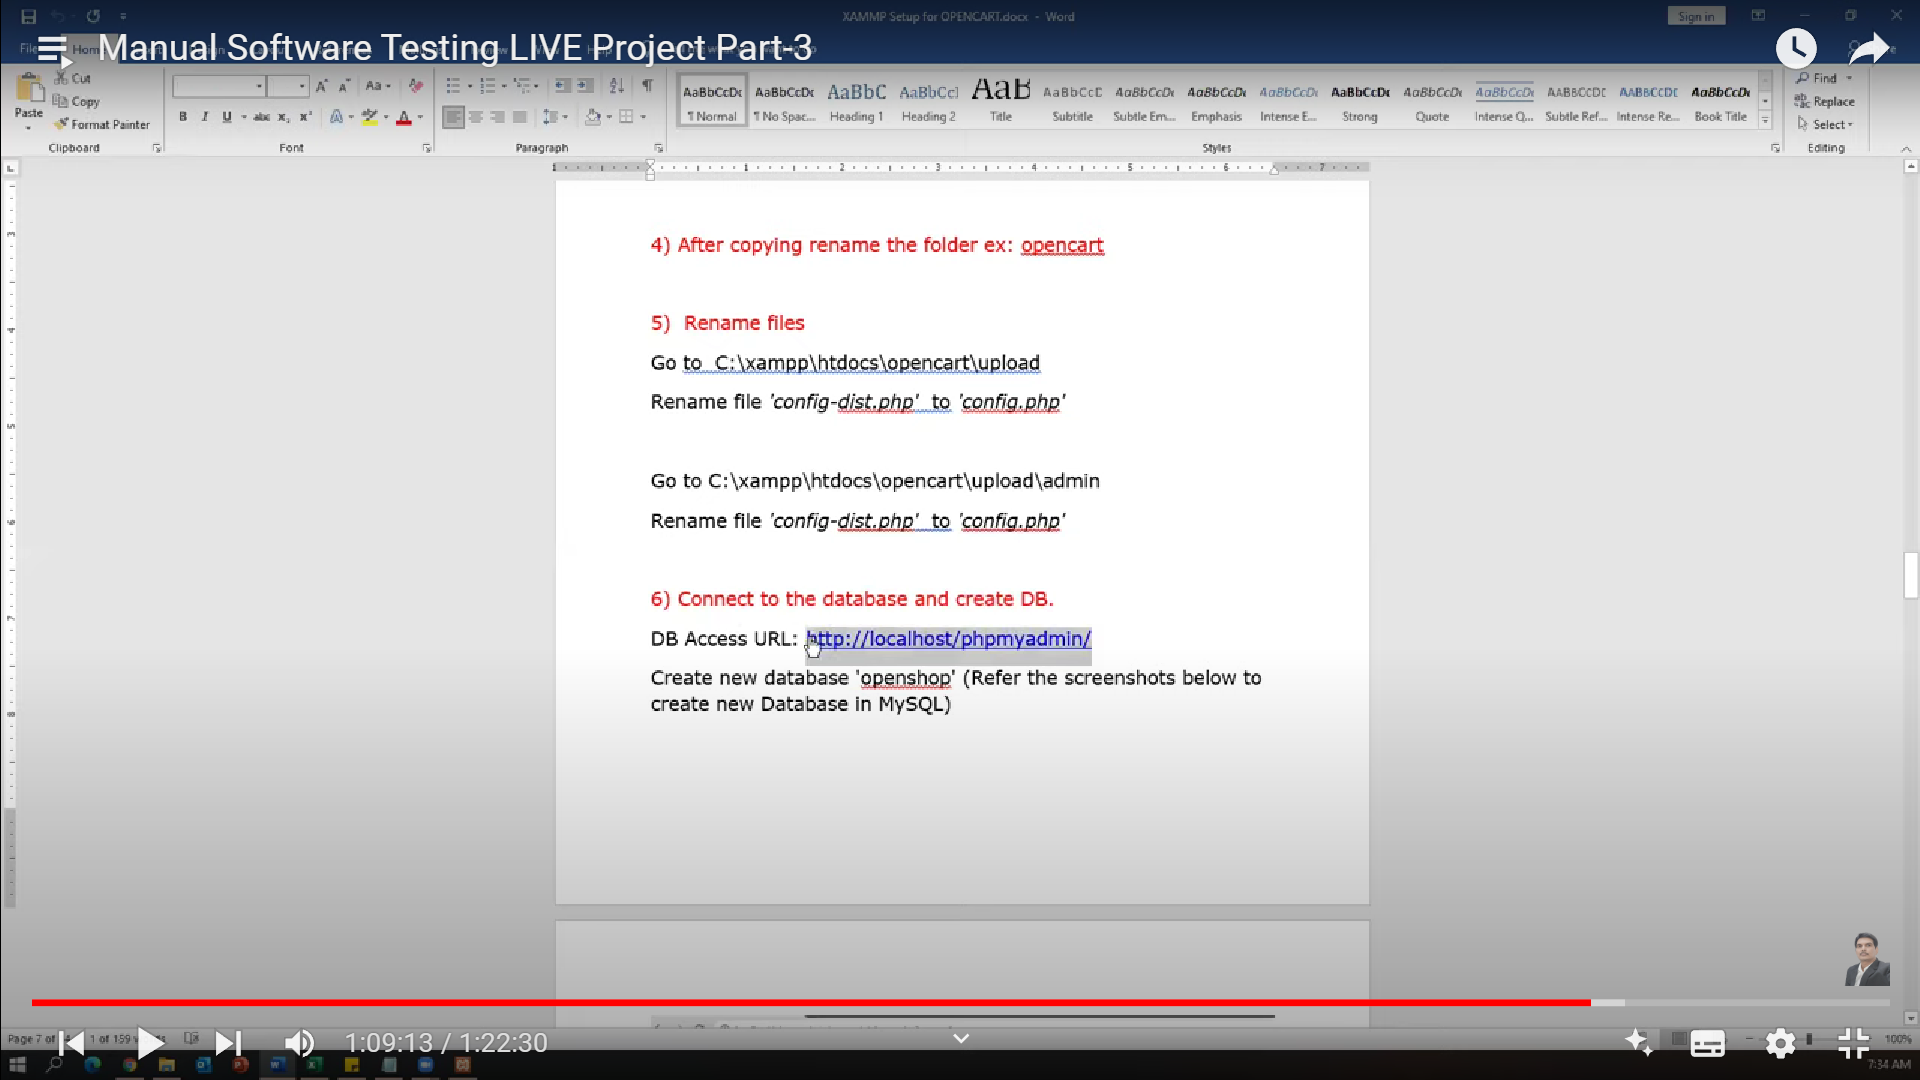 XAMMP Setup for OPENCART.docx - Word
Sign in
Manual Software Testing LIVE Project Part-3
Cut
Copy
Format Painter
Paste
Clipboard
Font
Paragraph
AaBbCcDc AaBbCcDc AaBbC AaBbCcI AaB AaBbCcC AaBbCcDc AaBbCcDc AaBbCcDc AaBbCcDc AaBbCcDc AaBbCcDc AABBCCDC AABBCCDC AaBbCcDc
¶ Normal ¶ No Spac... Heading 1 Heading 2 Title Subtitle Subtle Em... Emphasis Intense E... Strong Quote Intense Q... Subtle Ref... Intense Re... Book Title
Styles
Find
Replace
Select
Editing
4) After copying rename the folder ex: opencart
5) Rename files
Go to C:\xampp\htdocs\opencart\upload
Rename file 'config-dist.php' to 'config.php'
Go to C:\xampp\htdocs\opencart\upload\admin
Rename file 'config-dist.php' to 'config.php'
6) Connect to the database and create DB.
DB Access URL: http://localhost/phpmyadmin/
Create new database 'openshop' (Refer the screenshots below to
create new Database in MySQL)
Page 7 of
1 of 159
1:09:13 / 1:22:30
100%
7:34 AM